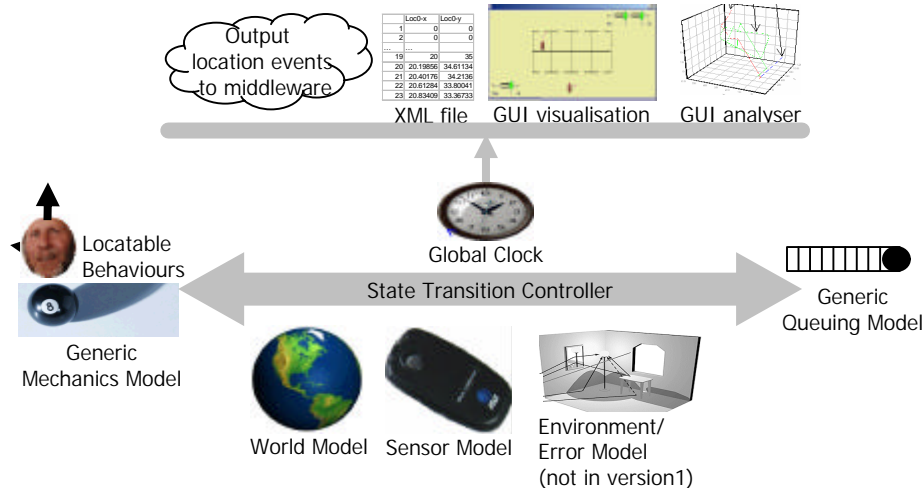 Output
location events
to middleware
Loc0-x Loc0-y
1 0 0
2 0 0
... ...
19 20 35
20 20.19856 34.61134
21 20.40176 34.2136
22 20.61284 33.80041
23 20.83409 33.36733
XML file
GUI visualisation
GUI analyser
Global Clock
Locatable
Behaviours
8
Generic
Mechanics Model
State Transition Controller
Generic
Queuing Model
World Model
Sensor Model
Environment/
Error Model
(not in version1)